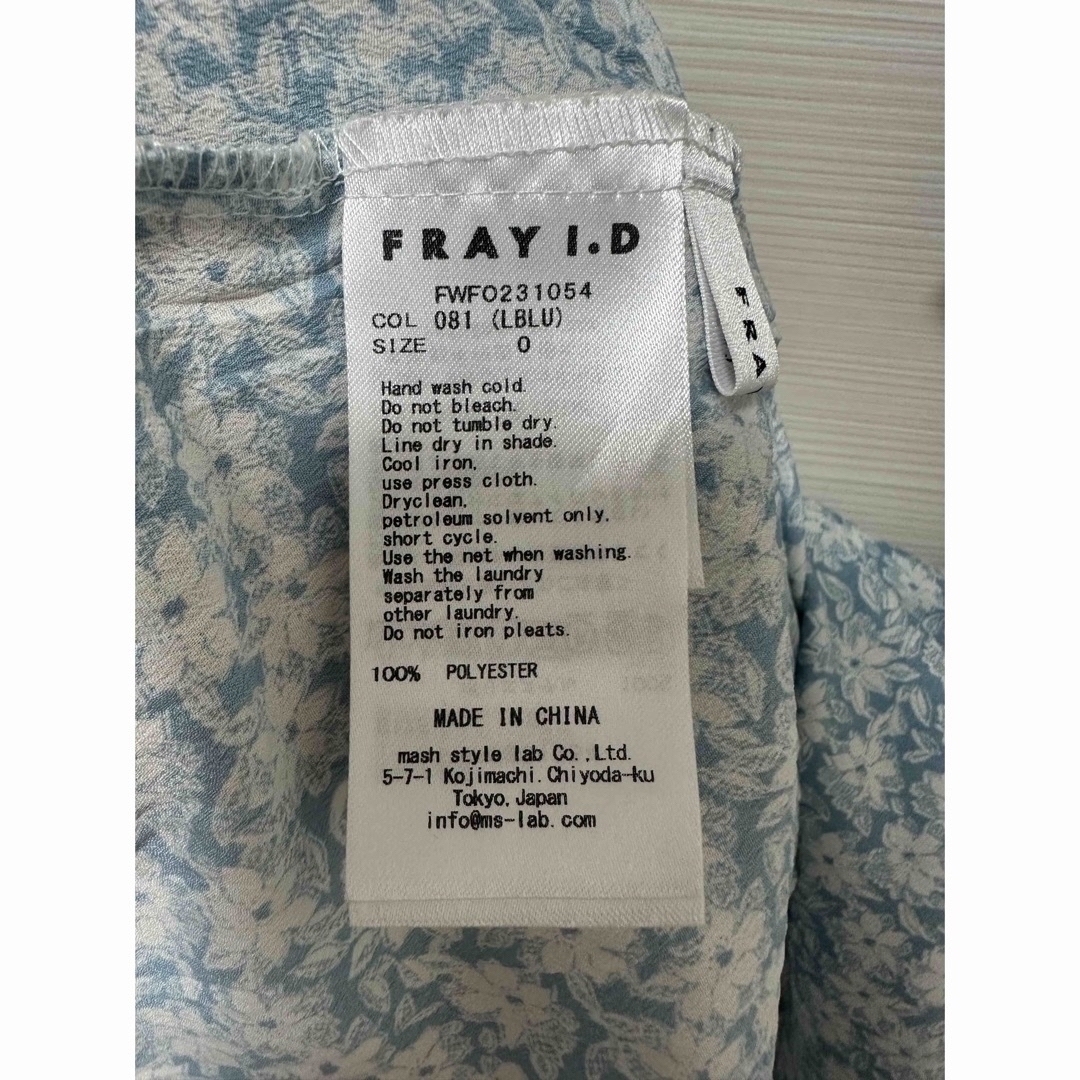 FRAY I.D
FWFO231054
COL 081 (LBLU)
SIZE 0
Hand wash cold.
Do not bleach.
Do not tumble dry.
Line dry in shade.
Cool iron,
use press cloth.
Dryclean,
petroleum solvent only,
short cycle.
Use the net when washing.
Wash the laundry
separately from
other laundry.
Do not iron pleats.
100% POLYESTER
MADE IN CHINA
mash style lab Co.,Ltd.
5-7-1 Kojimachi.Chiyoda-ku
Tokyo,Japan
info@ms-lab.com
FRA